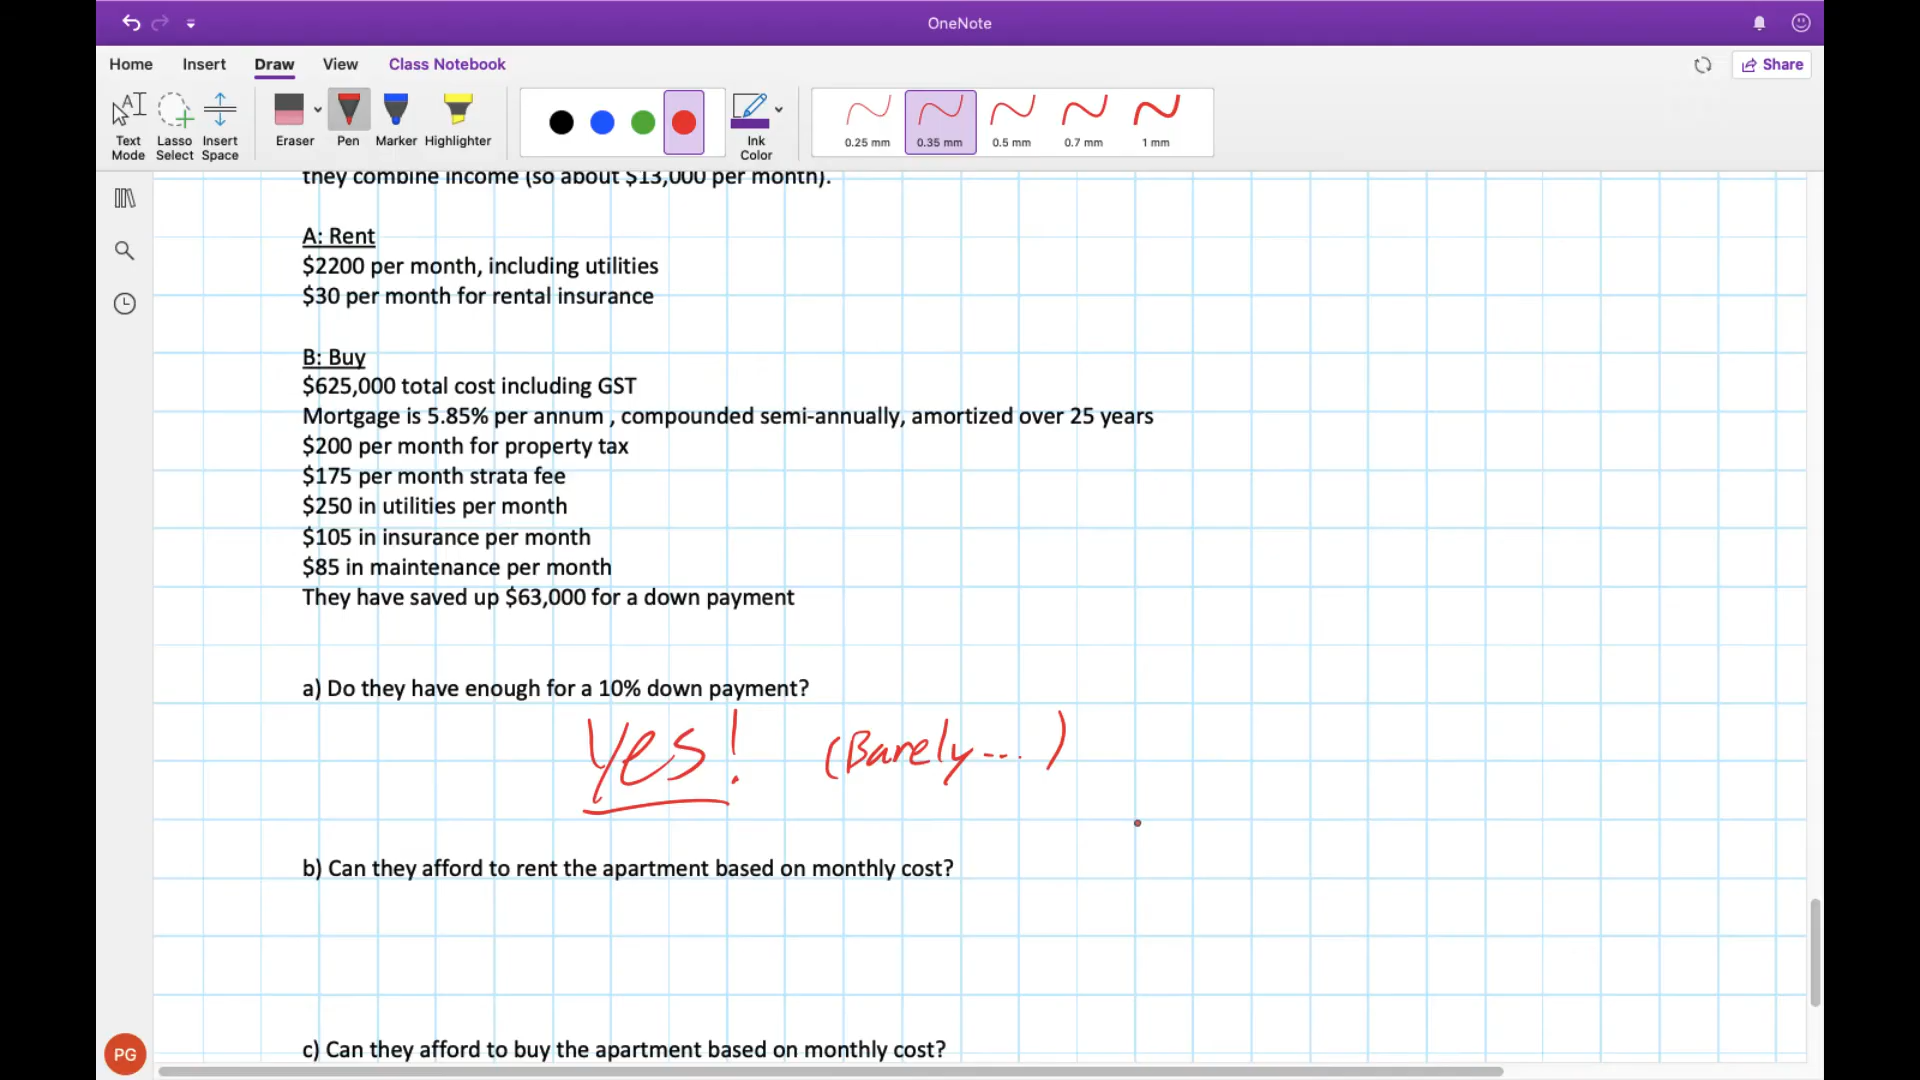 OneNote
Home Insert Draw View Class Notebook Share
Text Mode Lasso Select Insert Space Eraser Pen Marker Highlighter Ink Color 0.25 mm 0.35 mm 0.5 mm 0.7 mm 1 mm
they combine income (so about $13,000 per month).
A: Rent
$2200 per month, including utilities
$30 per month for rental insurance
B: Buy
$625,000 total cost including GST
Mortgage is 5.85% per annum , compounded semi-annually, amortized over 25 years
$200 per month for property tax
$175 per month strata fee
$250 in utilities per month
$105 in insurance per month
$85 in maintenance per month
They have saved up $63,000 for a down payment
a) Do they have enough for a 10% down payment?
Yes! (Barely...)
b) Can they afford to rent the apartment based on monthly cost?
c) Can they afford to buy the apartment based on monthly cost?
PG